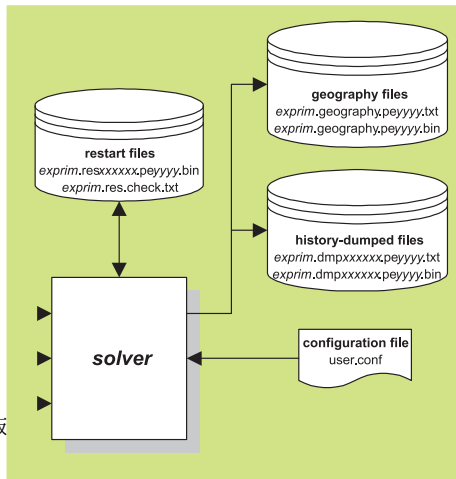 geography files
exprim.geography.peyyyy.txt
exprim.geography.peyyyy.bin
restart files
exprim.resxxxxxx.peyyyy.bin
exprim.res.check.txt
history-dumped files
exprim.dmpxxxxxx.peyyyy.txt
exprim.dmpxxxxxx.peyyyy.bin
solver
configuration file
user.conf